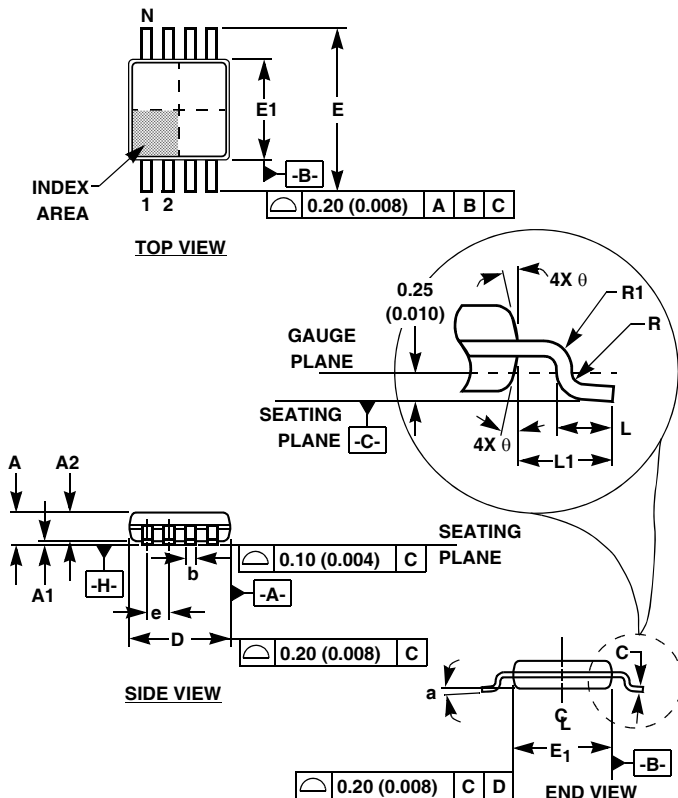 N
E1
E
-B-
INDEX
AREA
1 2
0.20 (0.008) A B C
TOP VIEW
0.25
(0.010)
4X θ
R1
R
GAUGE
PLANE
SEATING
PLANE
-C-
4X θ
L
L1
A A2
SEATING
PLANE
0.10 (0.004) C
-H-
b
A1
-A-
e
D
0.20 (0.008) C
SIDE VIEW
C
a
CL
E1
-B-
0.20 (0.008) C D
END VIEW